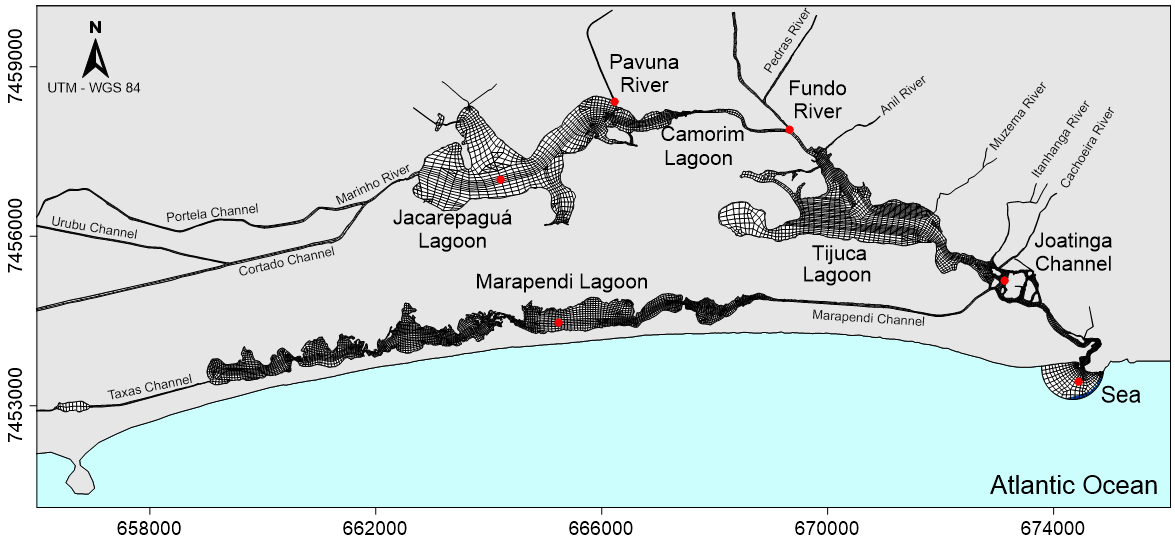 N
UTM - WGS 84
7459000
7456000
7453000
Pavuna
River
Pedras River
Fundo
River
Anil River
Muzema River
Itanhanga River
Cachoeira River
Camorim
Lagoon
Marinho River
Portela Channel
Urubu Channel
Cortado Channel
Jacarepaguá
Lagoon
Tijuca
Lagoon
Joatinga
Channel
Marapendi Lagoon
Marapendi Channel
Taxas Channel
Sea
Atlantic Ocean
658000
662000
666000
670000
674000